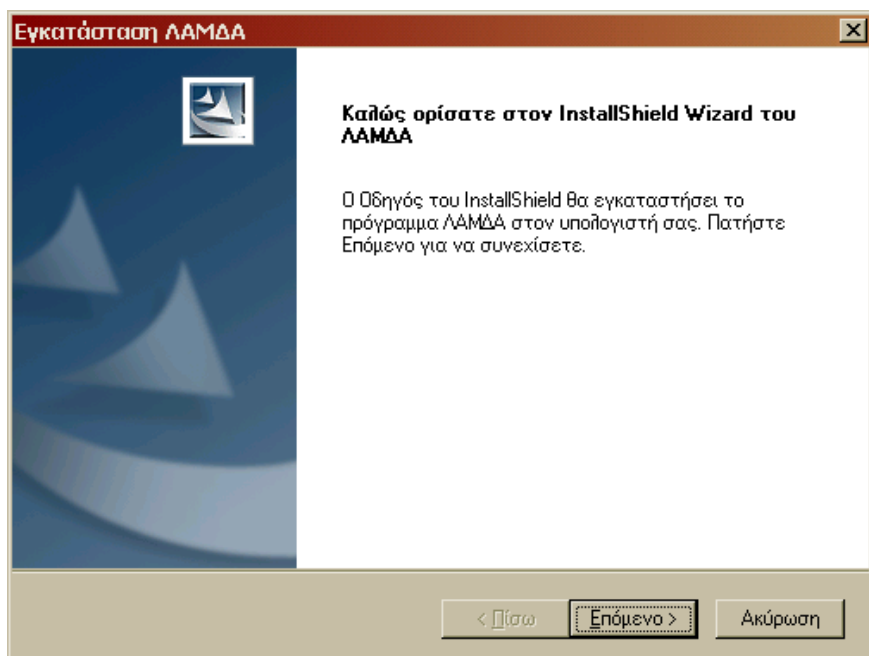 Εγκατάσταση ΛΑΜΔΑ
Καλώς ορίσατε στον InstallShield Wizard του
ΛΑΜΔΑ
Ο Οδηγός του InstallShield θα εγκαταστήσει το
πρόγραμμα ΛΑΜΔΑ στον υπολογιστή σας. Πατήστε
Επόμενο για να συνεχίσετε.
< Πίσω Επόμενο > Ακύρωση